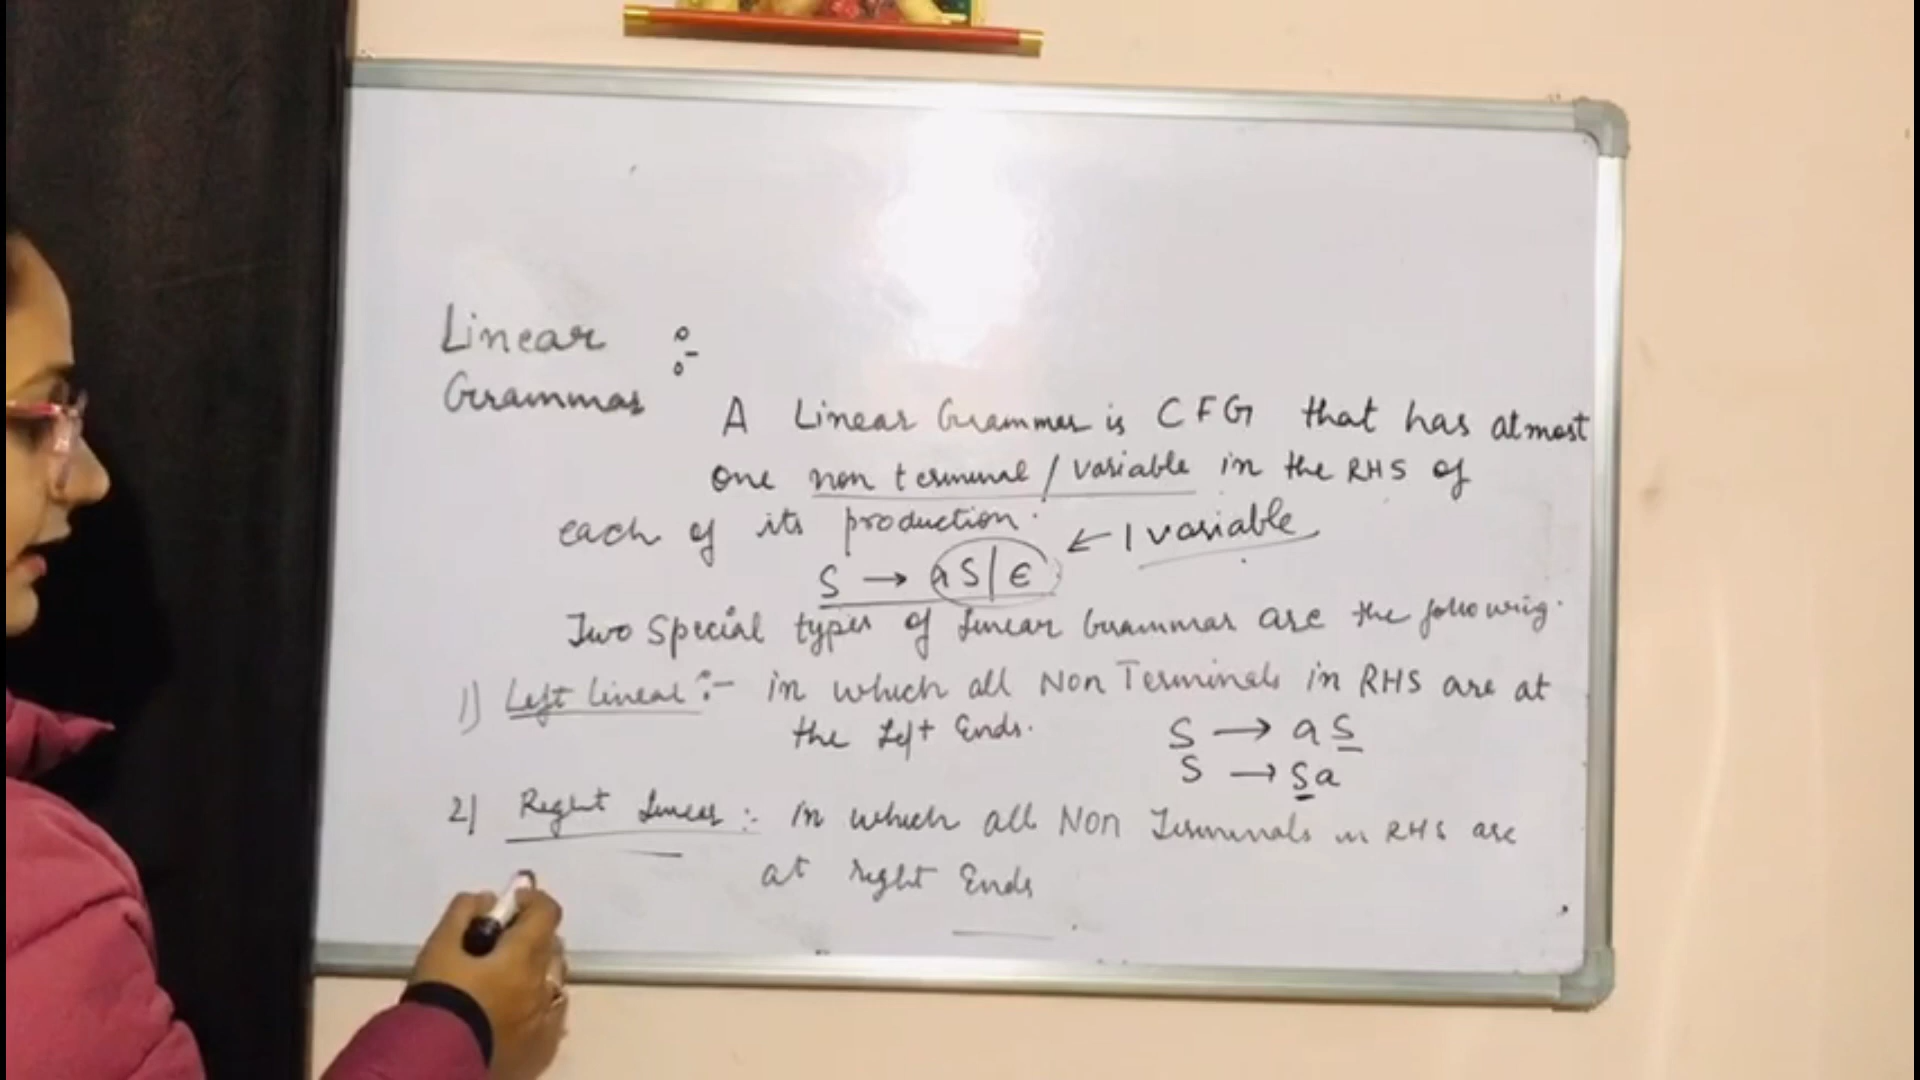 Linear :-
Grammar
A Linear Grammar is CFG that has atmost
one non terminal / variable in the RHS of
each of its production.
← 1 variable
S → aS | ϵ
Two Special types of Linear Grammar are the following.
1) Left Linear :- in which all Non Terminals in RHS are at
the Left Ends.
S → aS
S → Sa
2) Right Linear :- in which all Non Terminals in RHS are
at right Ends